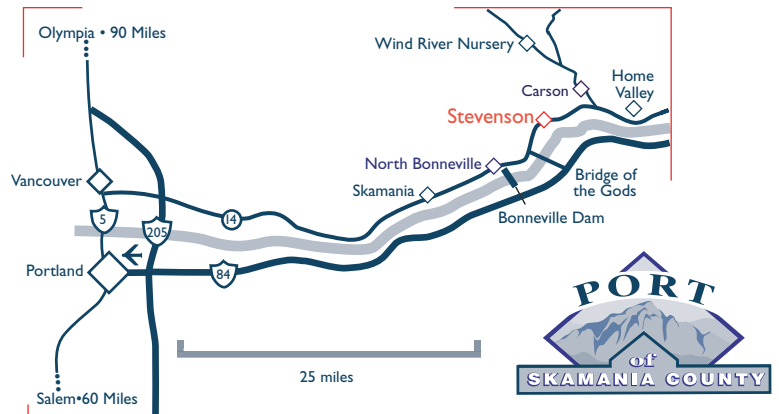 Olympia • 90 Miles
Wind River Nursery
Carson
Home
Valley
Stevenson
North Bonneville
Vancouver
Skamania
Bridge of
the Gods
Bonneville Dam
5
205
14
Portland
84
PORT
of
SKAMANIA COUNTY
25 miles
Salem•60 Miles